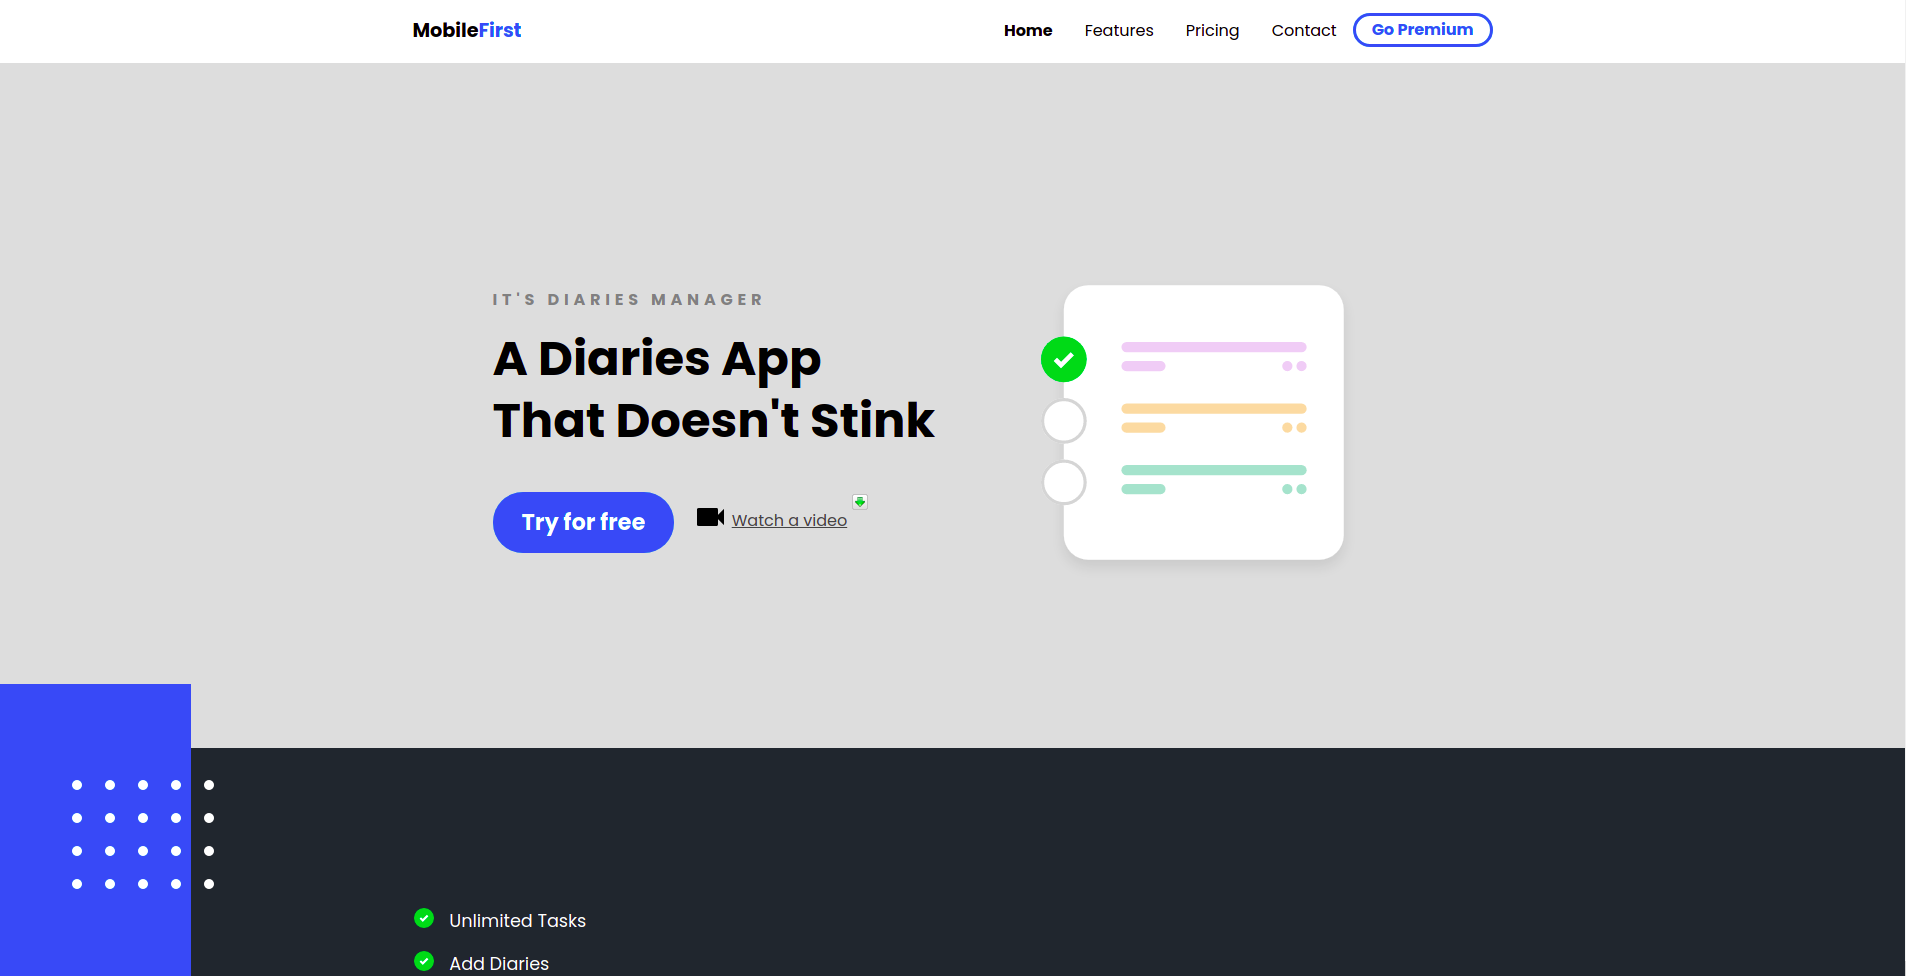 MobileFirst
Home Features Pricing Contact Go Premium
IT'S DIARIES MANAGER
A Diaries App
That Doesn't Stink
Try for free Watch a video
Unlimited Tasks
Add Diaries